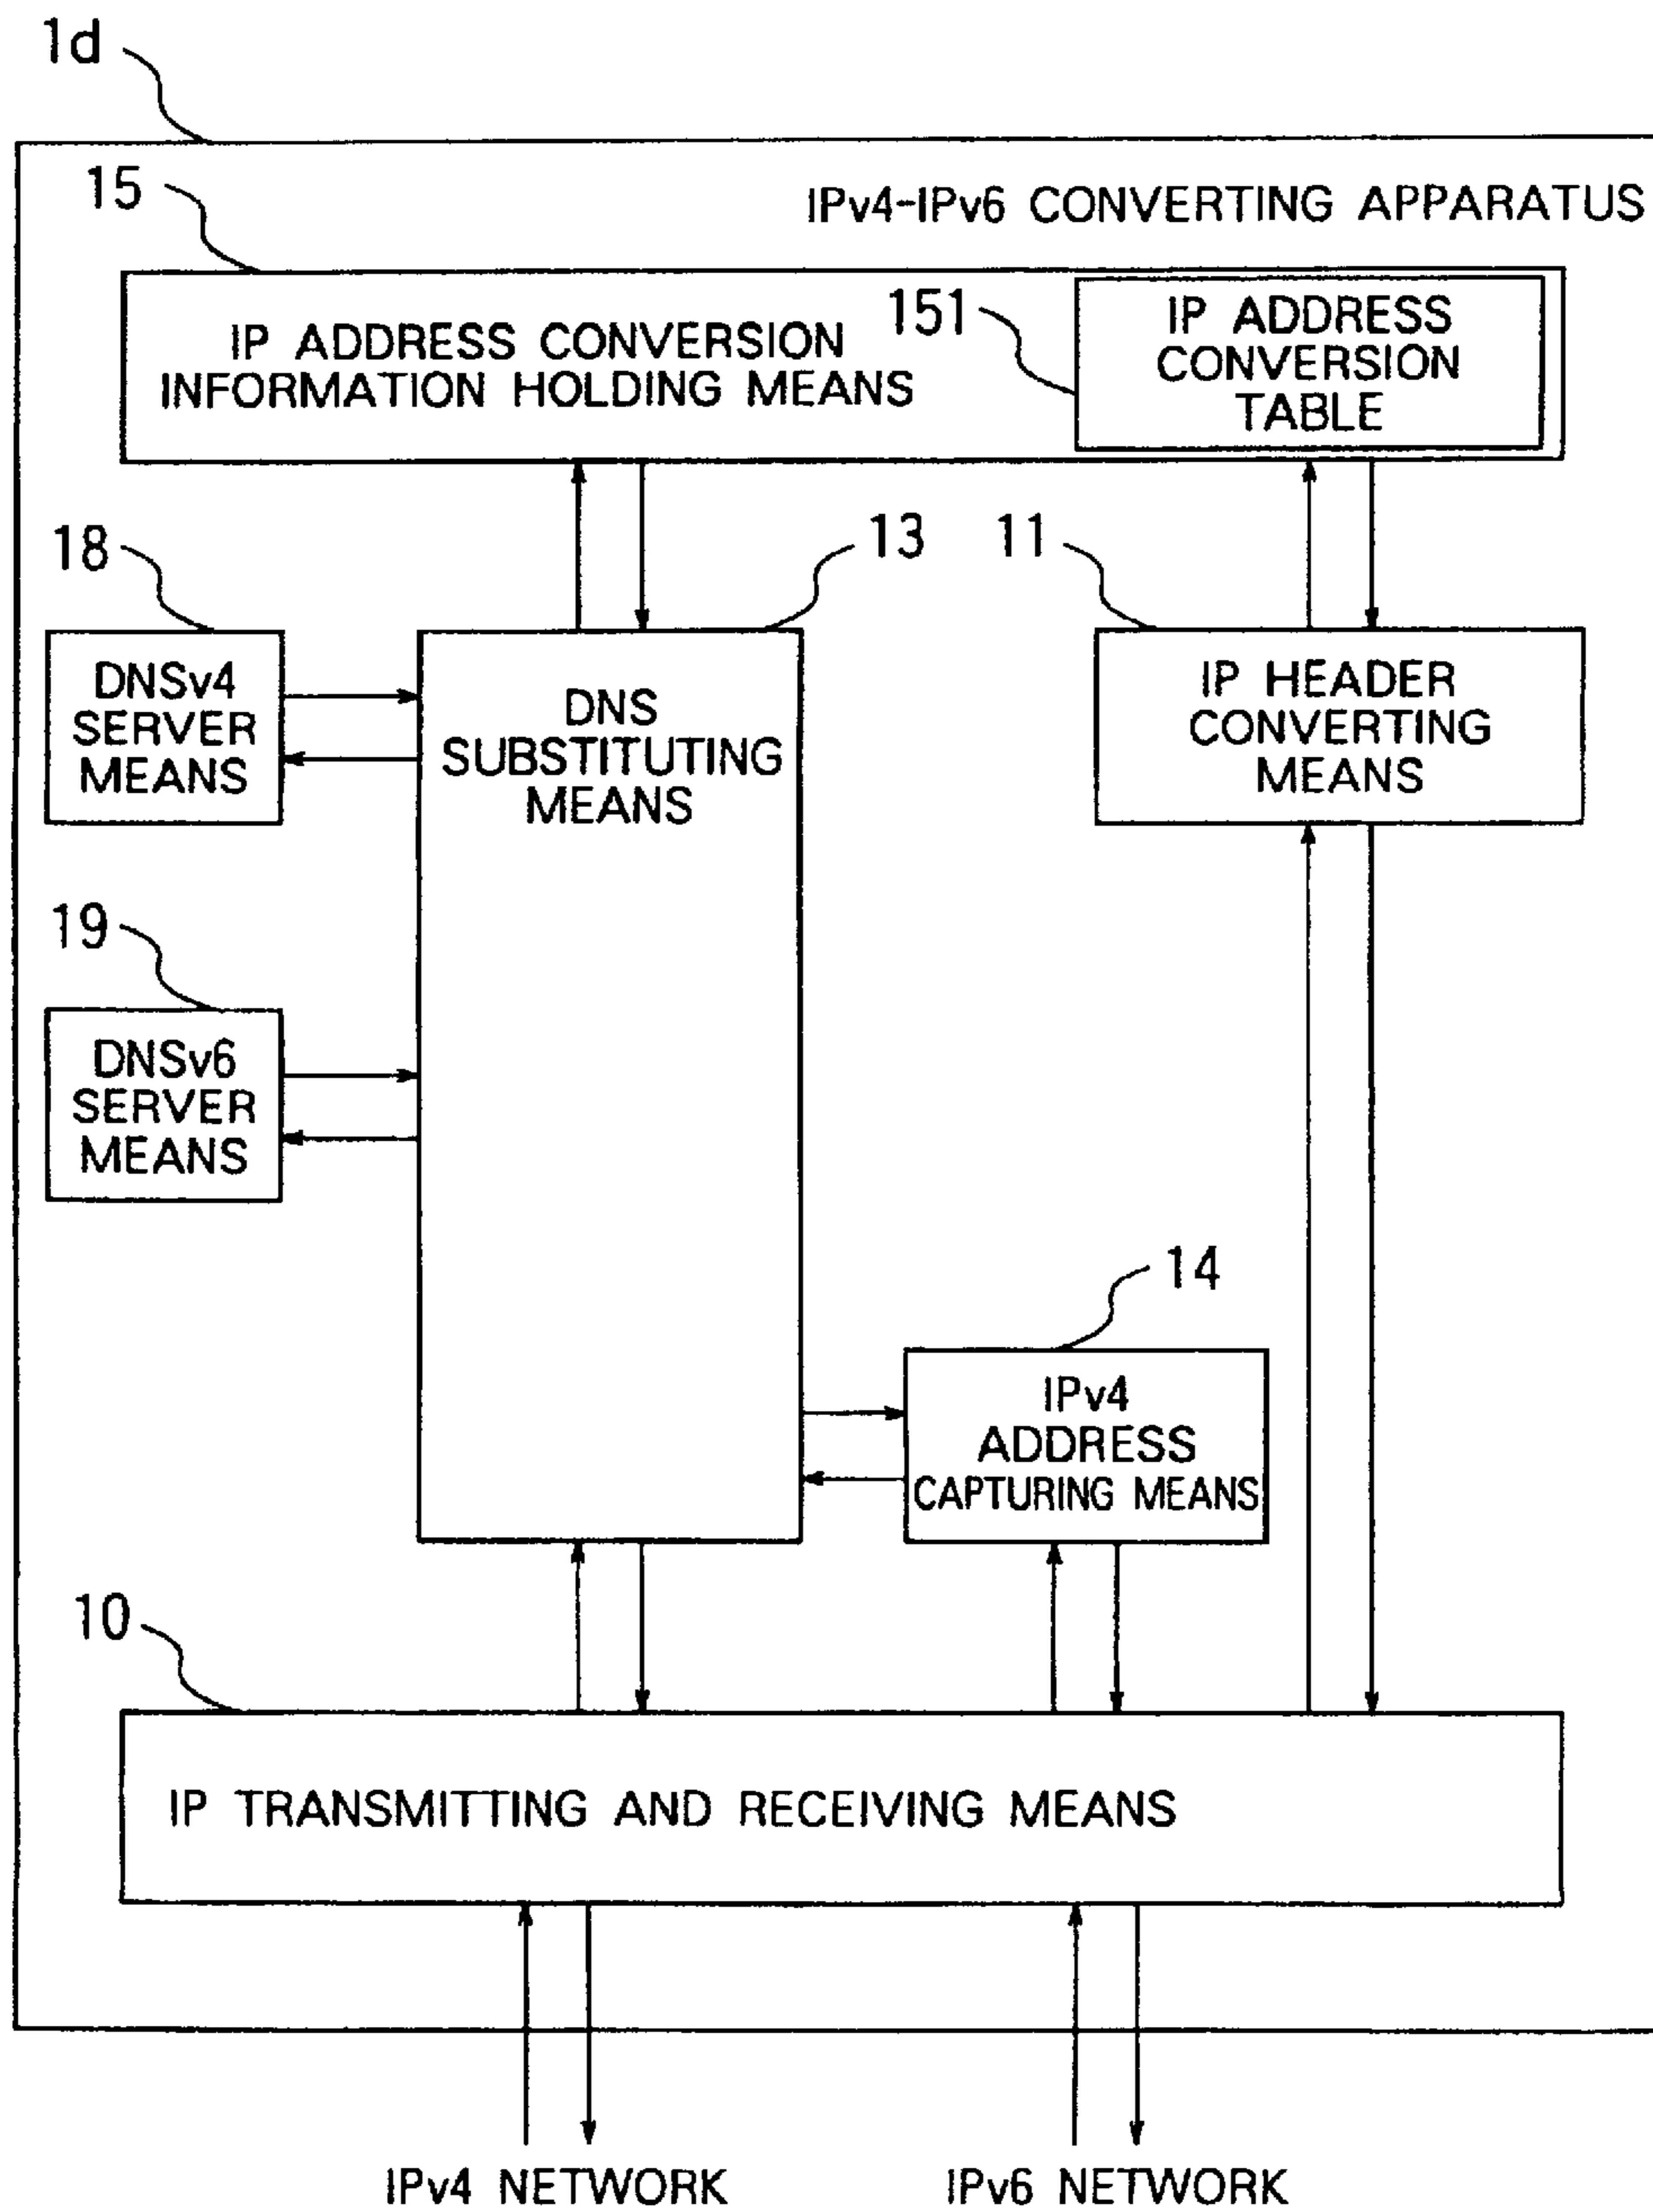 1d
15
IPv4-IPv6 CONVERTING APPARATUS
IP ADDRESS CONVERSION
INFORMATION HOLDING MEANS
151
IP ADDRESS
CONVERSION
TABLE
18
13
11
DNSv4
SERVER
MEANS
DNS
SUBSTITUTING
MEANS
IP HEADER
CONVERTING
MEANS
19
DNSv6
SERVER
MEANS
14
IPv4
ADDRESS
CAPTURING MEANS
10
IP TRANSMITTING AND RECEIVING MEANS
IPv4 NETWORK
IPv6 NETWORK